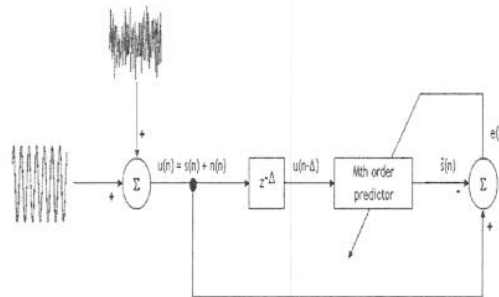 +
+
Σ
u(n) = s(n) + n(n)
z-Δ
u(n-Δ)
Mth order
predictor
ŝ(n)
-
Σ
+
e(